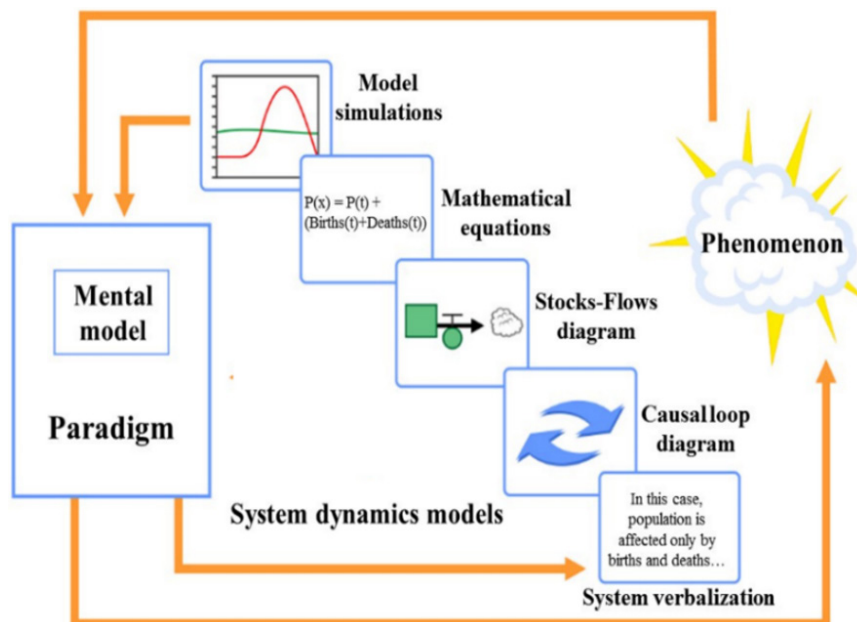 Model
simulations
P(x) = P(t) +
(Births(t)+Deaths(t))
Mathematical
equations
Phenomenon
Mental
model
Paradigm
Stocks-Flows
diagram
Causal loop
diagram
System dynamics models
In this case,
population is
affected only by
births and deaths…
System verbalization